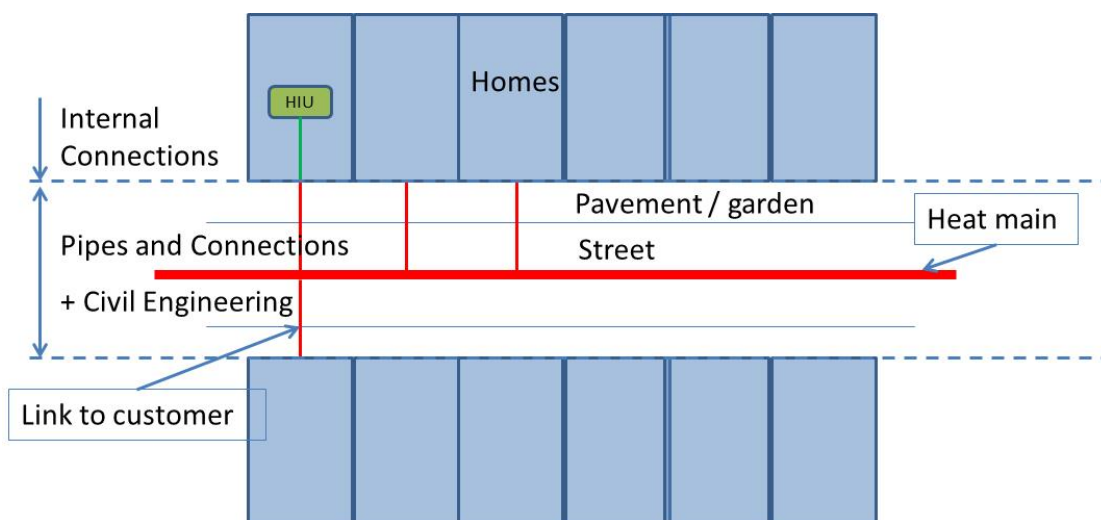 Homes
HIU
Internal
Connections
Pavement / garden
Heat main
Pipes and Connections
Street
+ Civil Engineering
Link to customer